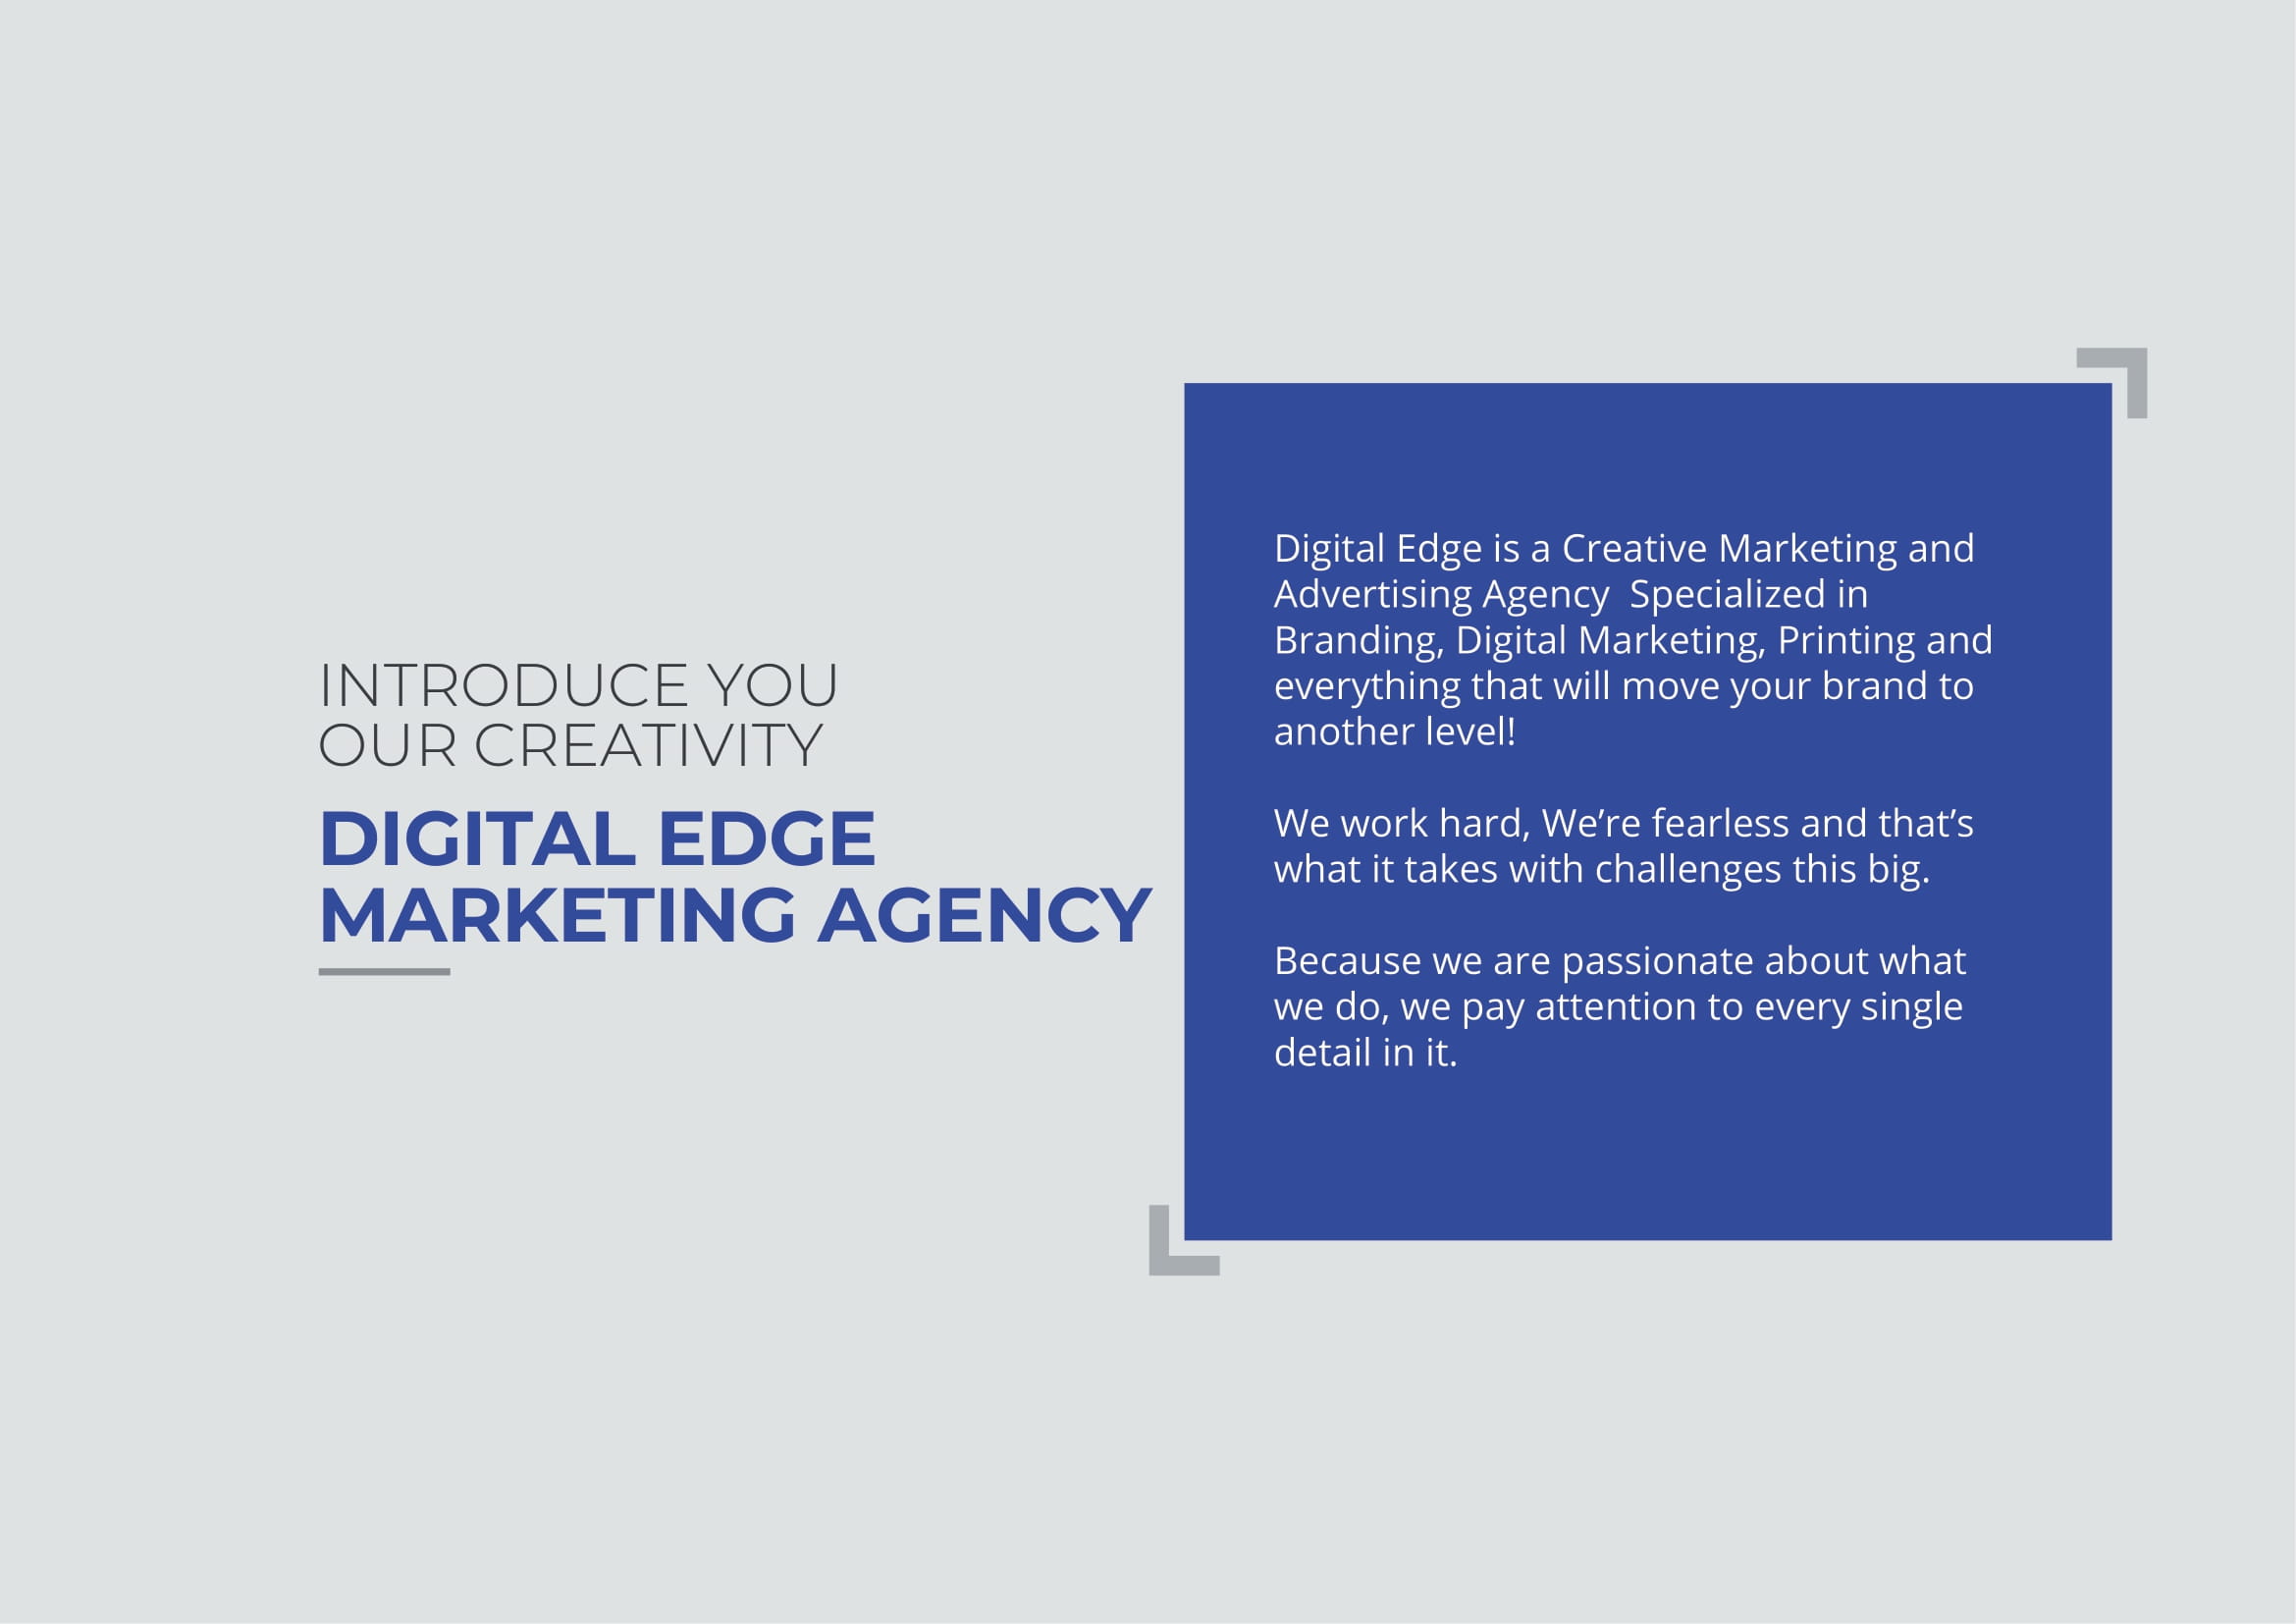 INTRODUCE YOU
OUR CREATIVITY
DIGITAL EDGE
MARKETING AGENCY
Digital Edge is a Creative Marketing and
Advertising Agency  Specialized in
Branding, Digital Marketing, Printing and
everything that will move your brand to
another level!
We work hard, We’re fearless and that’s
what it takes with challenges this big.
Because we are passionate about what
we do, we pay attention to every single
detail in it.